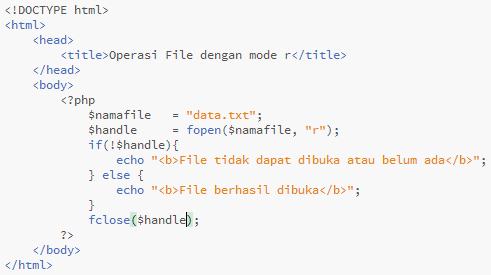 <!DOCTYPE html>
<html>
    <head>
        <title>Operasi File dengan mode r</title>
    </head>
    <body>
        <?php
            $namafile   = "data.txt";
            $handle     = fopen($namafile, "r");
            if(!$handle){
                echo "<b>File tidak dapat dibuka atau belum ada</b>";
            } else {
                echo "<b>File berhasil dibuka</b>";
            }
            fclose($handle);
        ?>
    </body>
</html>